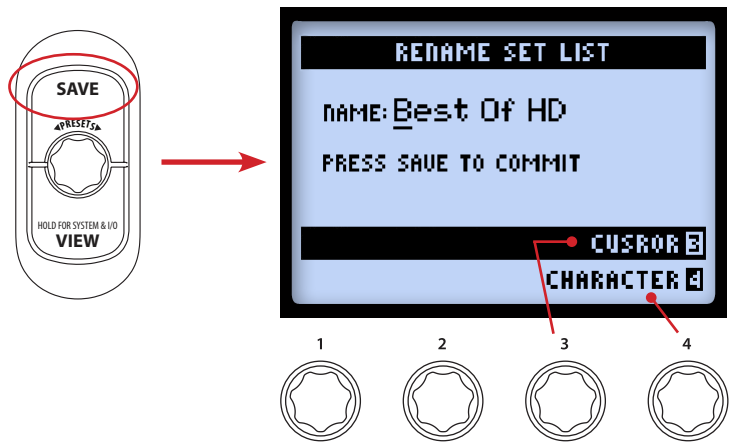 SAVE
◄PRESETS►
HOLD FOR SYSTEM & I/O
VIEW
RENAME SET LIST
NAME: Best Of HD
PRESS SAVE TO COMMIT
CUSROR 3
CHARACTER 4
1 2 3 4